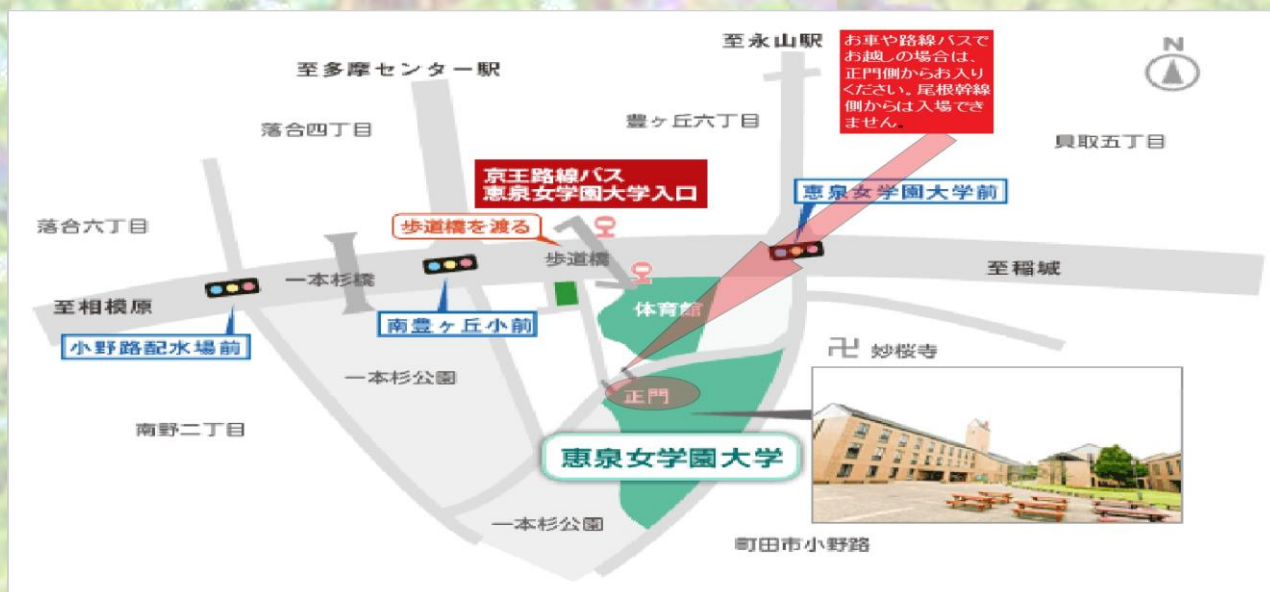 至永山駅
お車や路線バスで
お越しの場合は、
正門側からお入り
ください。尾根幹線
側からは入場でき
ません。
N
至多摩センター駅
落合四丁目
豊ヶ丘六丁目
貝取五丁目
京王路線バス
恵泉女学園大学入口
恵泉女学園大学前
落合六丁目
歩道橋を渡る
歩道橋
一本杉橋
至稲城
至相模原
体育館
南豊ヶ丘小前
小野路配水場前
卍 妙桜寺
一本杉公園
正門
南野二丁目
恵泉女学園大学
一本杉公園
町田市小野路